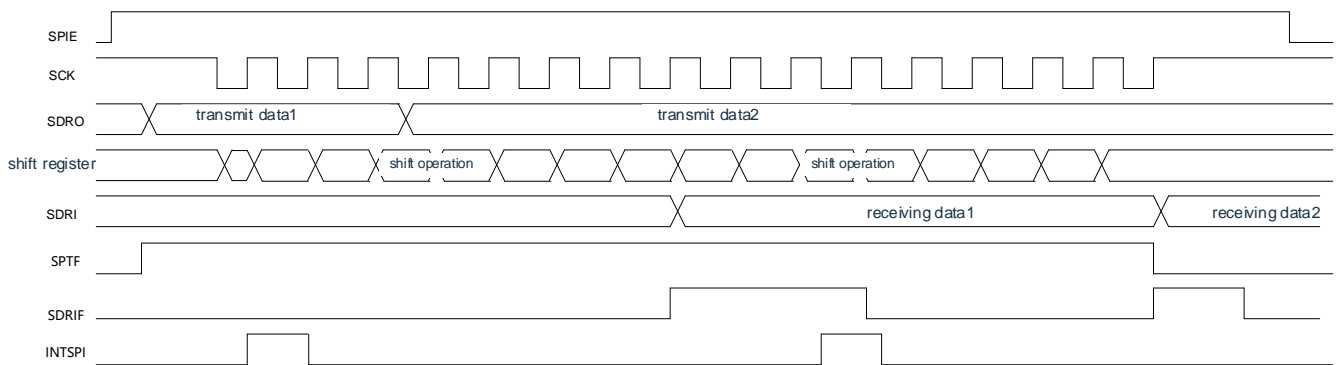 SPIE
SCK
SDRO transmit data1 transmit data2
shift register shift operation shift operation
SDRI receiving data1 receiving data2
SPTF
SDRIF
INTSPI